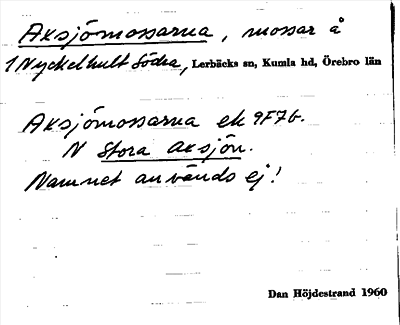 Aksjömossarna, mossar å
1 Nyckelhult Södra, Lerbäcks sn, Kumla hd, Örebro län
Aksjömossarna ek 9F7b.
N Stora Aksjön.
Namnet används ej!
Dan Höjdestrand 1960